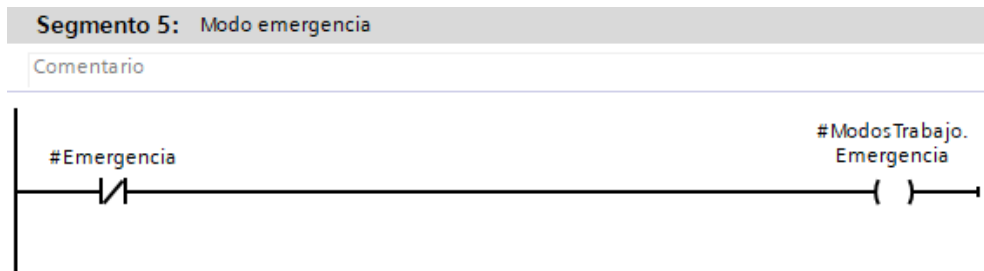 Segmento 5: Modo emergencia
Comentario
#ModosTrabajo.
#Emergencia
Emergencia